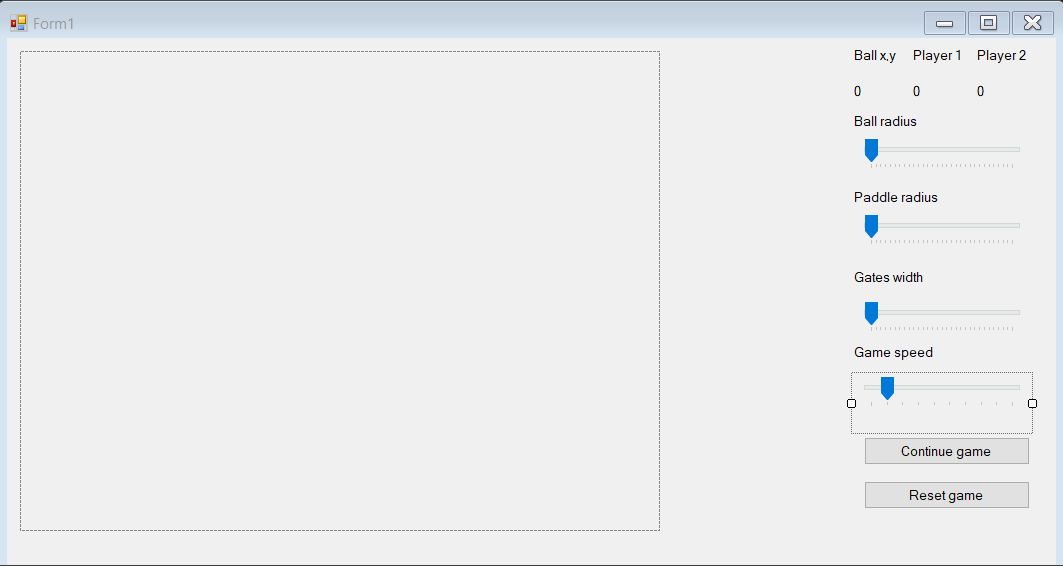 Form1
Ball x,y Player 1 Player 2
0 0 0
Ball radius
Paddle radius
Gates width
Game speed
Continue game
Reset game